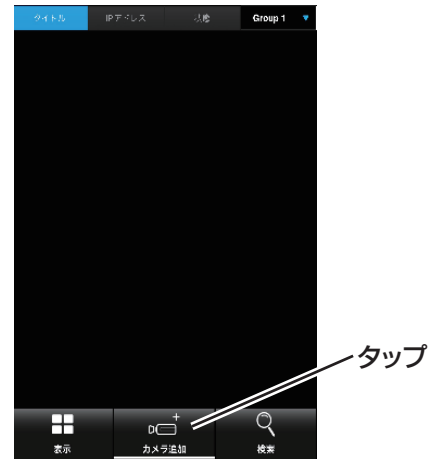 タイトル
IPアドレス
状態
Group 1
タップ
表示
カメラ追加
検索